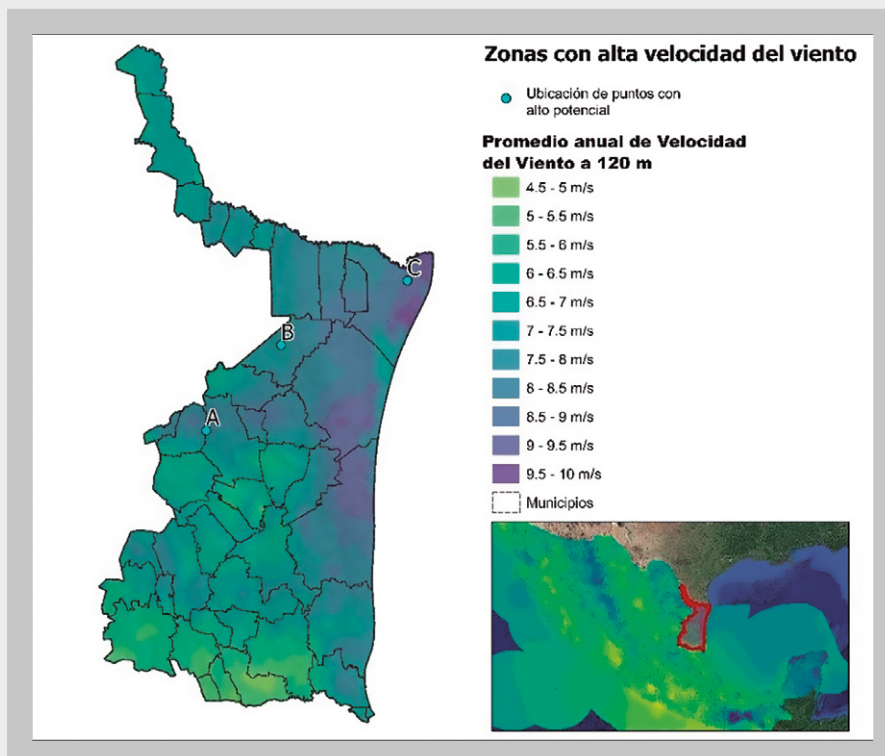 Zonas con alta velocidad del viento
Ubicación de puntos con
alto potencial
Promedio anual de Velocidad
del Viento a 120 m
4.5 - 5 m/s
5 - 5.5 m/s
5.5 - 6 m/s
6 - 6.5 m/s
6.5 - 7 m/s
7 - 7.5 m/s
7.5 - 8 m/s
8 - 8.5 m/s
8.5 - 9 m/s
9 - 9.5 m/s
9.5 - 10 m/s
Municipios
C
B
A